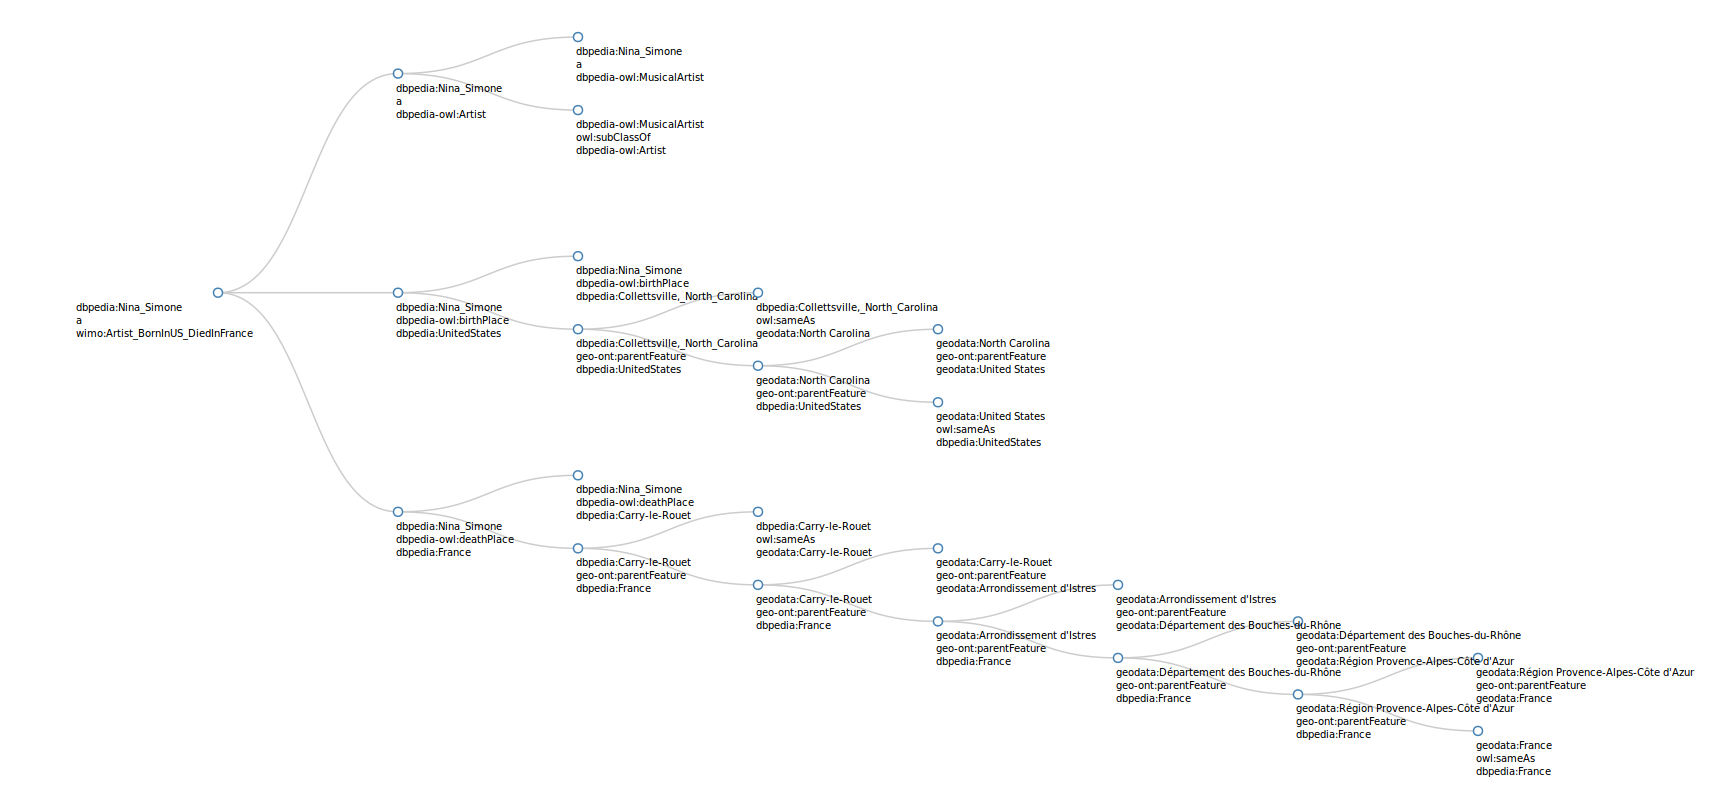 dbpedia:Nina_Simone
a
dbpedia-owl:MusicalArtist
dbpedia:Nina_Simone
a
dbpedia-owl:Artist
dbpedia-owl:MusicalArtist
owl:subClassOf
dbpedia-owl:Artist
dbpedia:Nina_Simone
dbpedia-owl:birthPlace
dbpedia:Collettsville,_North_Carolina
dbpedia:Nina_Simone
a
wimo:Artist_BornInUS_DiedInFrance
dbpedia:Nina_Simone
dbpedia-owl:birthPlace
dbpedia:UnitedStates
dbpedia:Collettsville,_North_Carolina
owl:sameAs
geodata:North Carolina
dbpedia:Collettsville,_North_Carolina
geo-ont:parentFeature
dbpedia:UnitedStates
geodata:North Carolina
geo-ont:parentFeature
geodata:United States
geodata:North Carolina
geo-ont:parentFeature
dbpedia:UnitedStates
geodata:United States
owl:sameAs
dbpedia:UnitedStates
dbpedia:Nina_Simone
dbpedia-owl:deathPlace
dbpedia:Carry-le-Rouet
dbpedia:Nina_Simone
dbpedia-owl:deathPlace
dbpedia:France
dbpedia:Carry-le-Rouet
owl:sameAs
geodata:Carry-le-Rouet
dbpedia:Carry-le-Rouet
geo-ont:parentFeature
dbpedia:France
geodata:Carry-le-Rouet
geo-ont:parentFeature
geodata:Arrondissement d'Istres
geodata:Carry-le-Rouet
geo-ont:parentFeature
dbpedia:France
geodata:Arrondissement d'Istres
geo-ont:parentFeature
geodata:Département des Bouches-du-Rhône
geodata:Arrondissement d'Istres
geo-ont:parentFeature
dbpedia:France
geodata:Département des Bouches-du-Rhône
geo-ont:parentFeature
geodata:Région Provence-Alpes-Côte d'Azur
geodata:Département des Bouches-du-Rhône
geo-ont:parentFeature
dbpedia:France
geodata:Région Provence-Alpes-Côte d'Azur
geo-ont:parentFeature
geodata:France
geodata:Région Provence-Alpes-Côte d'Azur
geo-ont:parentFeature
dbpedia:France
geodata:France
owl:sameAs
dbpedia:France